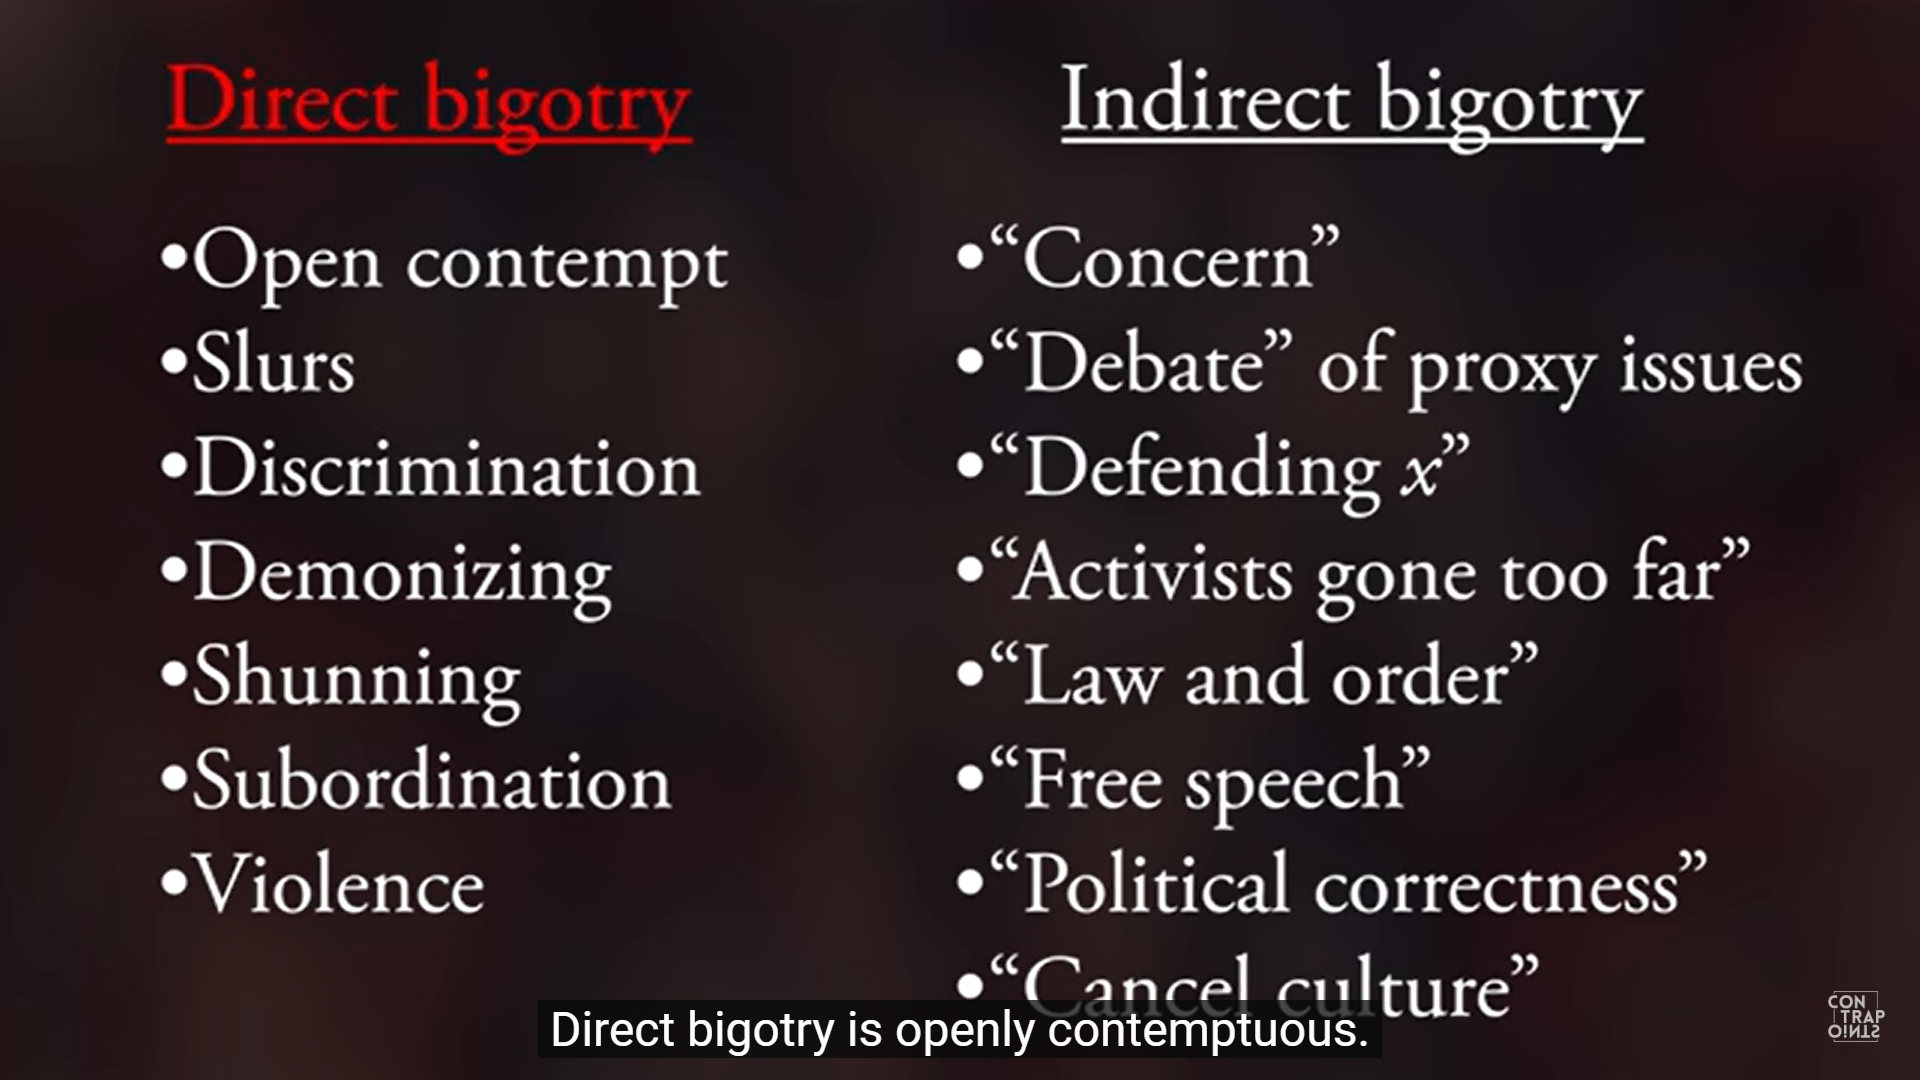 Direct bigotry
•Open contempt
•Slurs
•Discrimination
•Demonizing
•Shunning
•Subordination
•Violence
Indirect bigotry
•“Concern”
•“Debate” of proxy issues
•“Defending x”
•“Activists gone too far”
•“Law and order”
•“Free speech”
•“Political correctness”
•“Cancel culture”
Direct bigotry is openly contemptuous.
CON
TRAP
OINTS